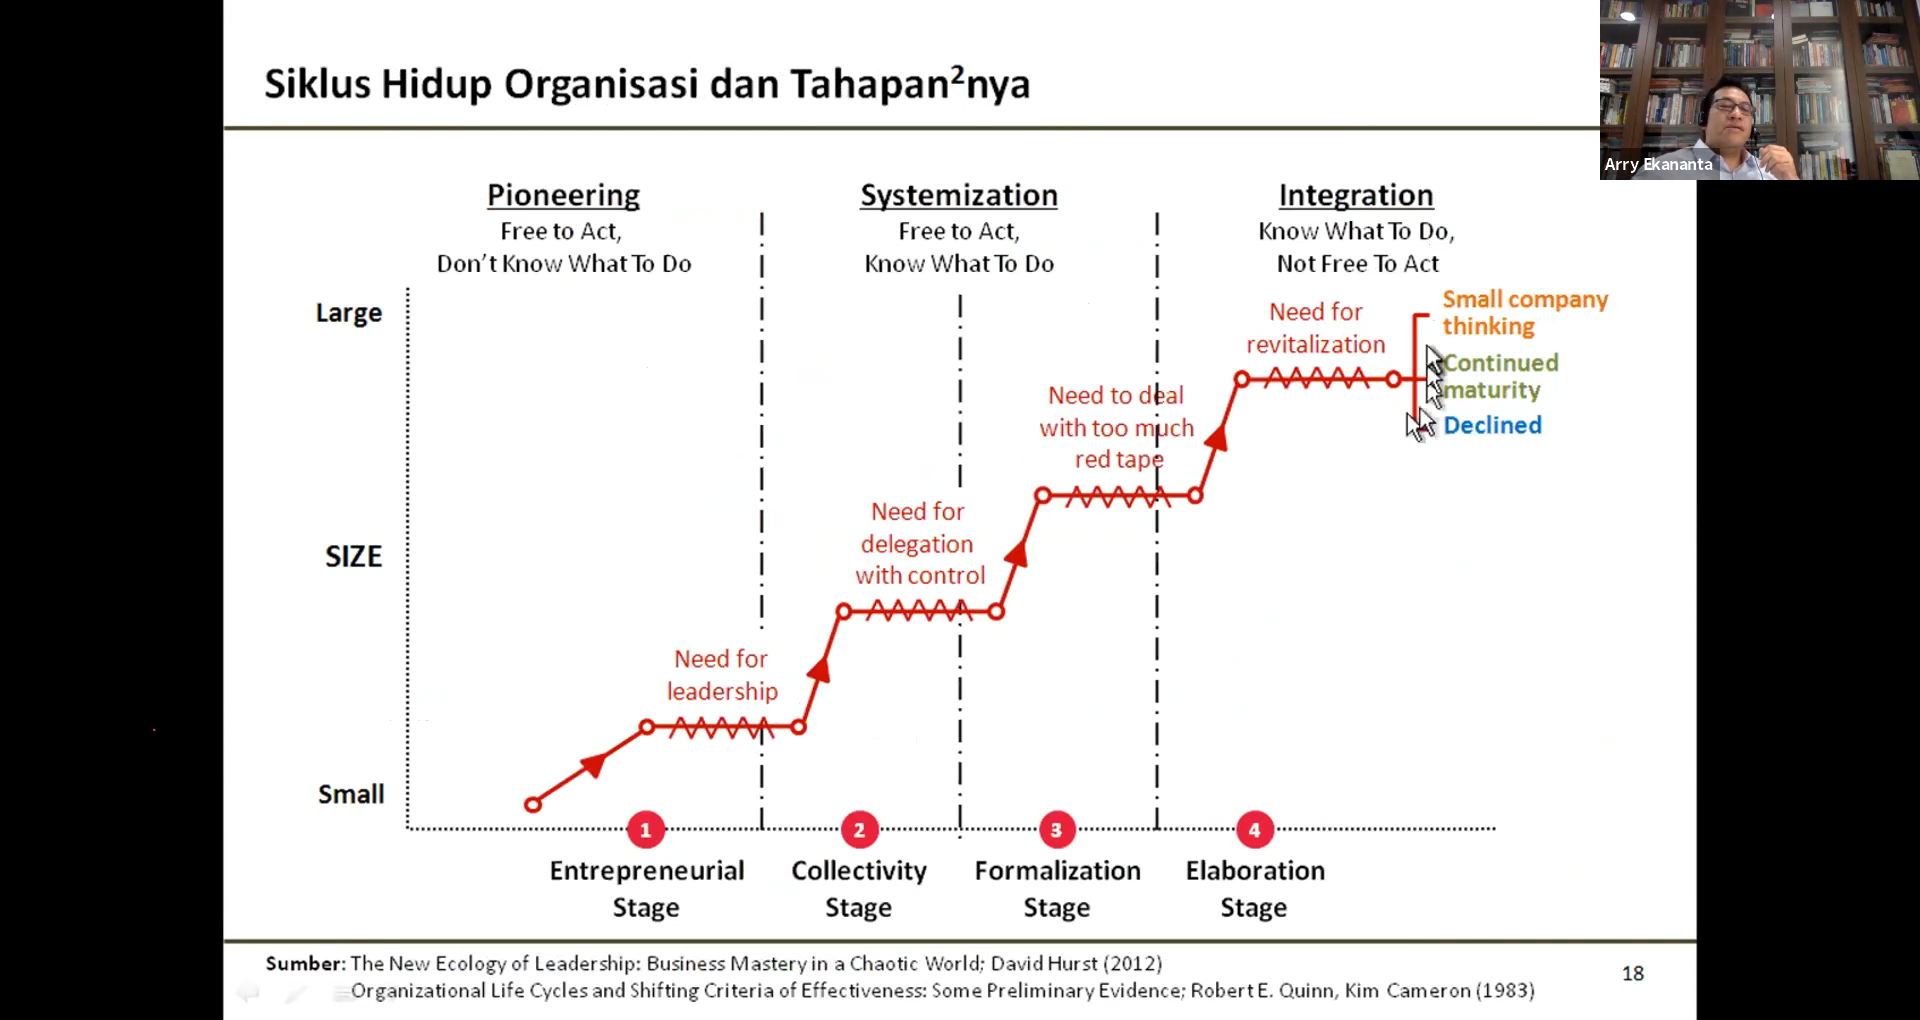 Siklus Hidup Organisasi dan Tahapan²nya
Arry Ekananta
Pioneering
Free to Act,
Don't Know What To Do
Systemization
Free to Act,
Know What To Do
Integration
Know What To Do,
Not Free To Act
Large
SIZE
Small
Need for
leadership
Need for
delegation
with control
Need to deal
with too much
red tape
Need for
revitalization
Small company
thinking
Continued
maturity
Declined
1
Entrepreneurial
Stage
2
Collectivity
Stage
3
Formalization
Stage
4
Elaboration
Stage
Sumber: The New Ecology of Leadership: Business Mastery in a Chaotic World; David Hurst (2012)
Organizational Life Cycles and Shifting Criteria of Effectiveness: Some Preliminary Evidence; Robert E. Quinn, Kim Cameron (1983)
18